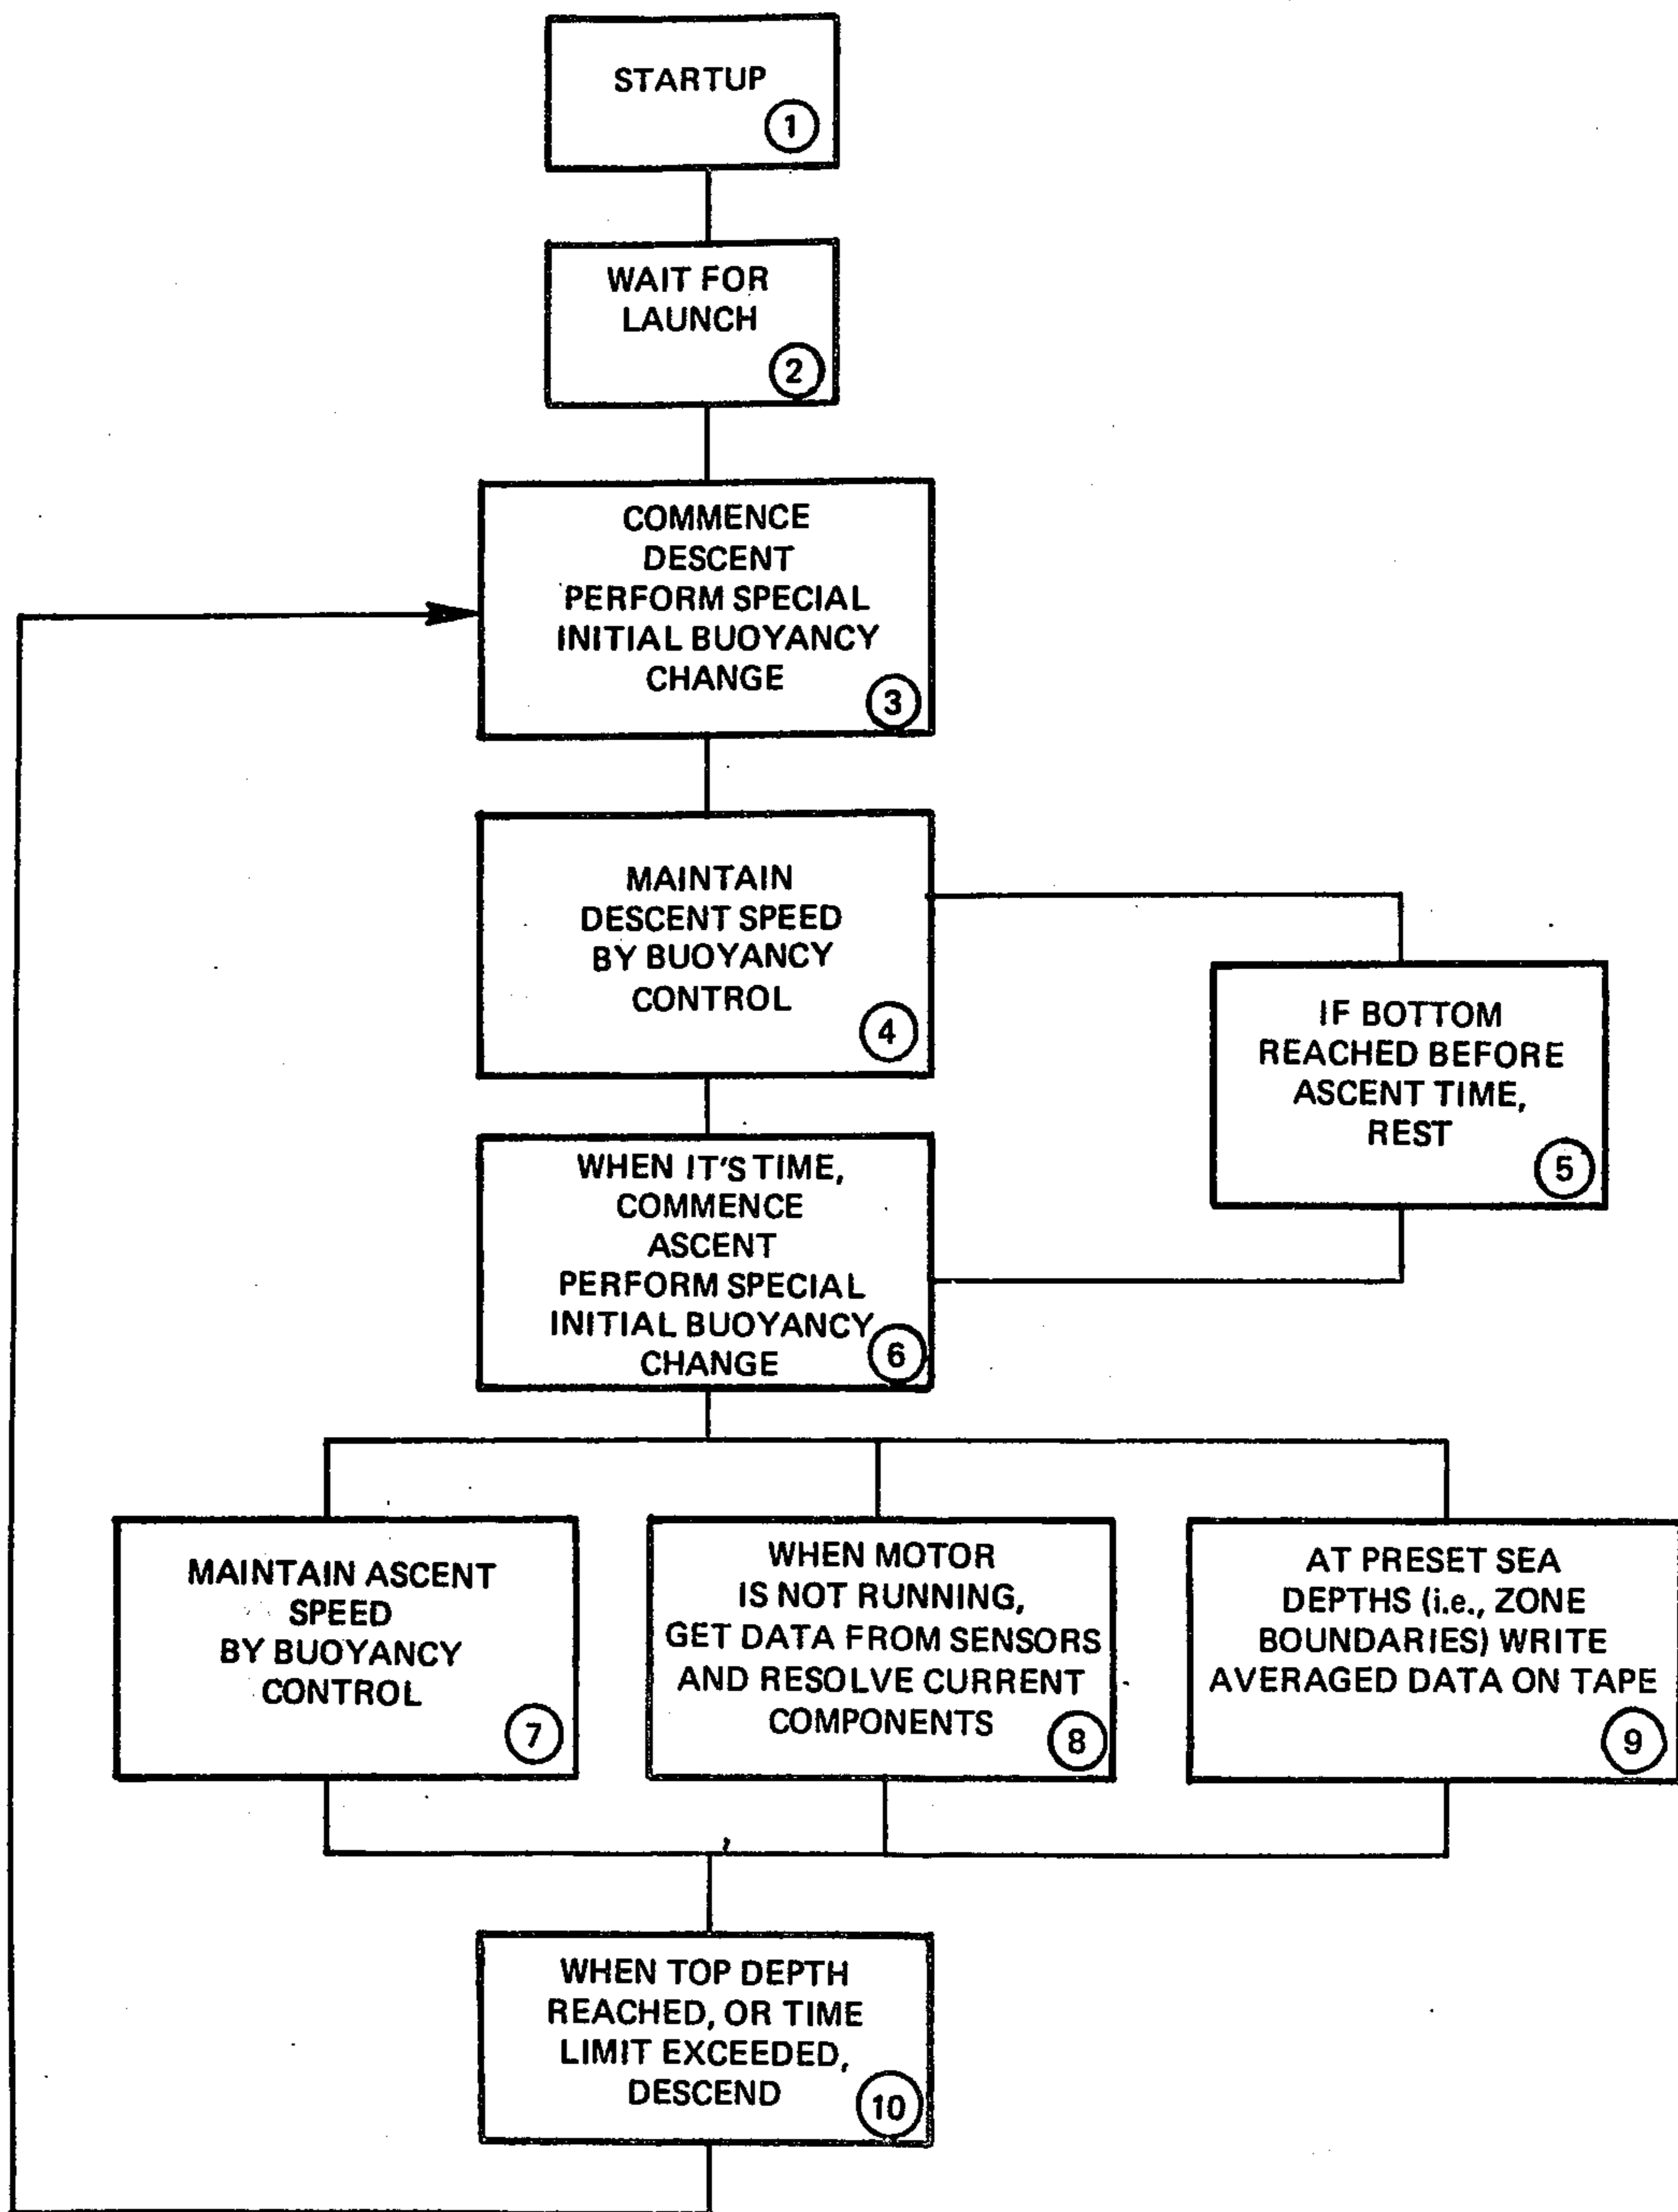 STARTUP
1
WAIT FOR
LAUNCH
2
COMMENCE
DESCENT
PERFORM SPECIAL
INITIAL BUOYANCY
CHANGE
3
MAINTAIN
DESCENT SPEED
BY BUOYANCY
CONTROL
4
IF BOTTOM
REACHED BEFORE
ASCENT TIME,
REST
5
WHEN IT'S TIME,
COMMENCE
ASCENT
PERFORM SPECIAL
INITIAL BUOYANCY
CHANGE
6
MAINTAIN ASCENT
SPEED
BY BUOYANCY
CONTROL
7
WHEN MOTOR
IS NOT RUNNING,
GET DATA FROM SENSORS
AND RESOLVE CURRENT
COMPONENTS
8
AT PRESET SEA
DEPTHS (i.e., ZONE
BOUNDARIES) WRITE
AVERAGED DATA ON TAPE
9
WHEN TOP DEPTH
REACHED, OR TIME
LIMIT EXCEEDED,
DESCEND
10